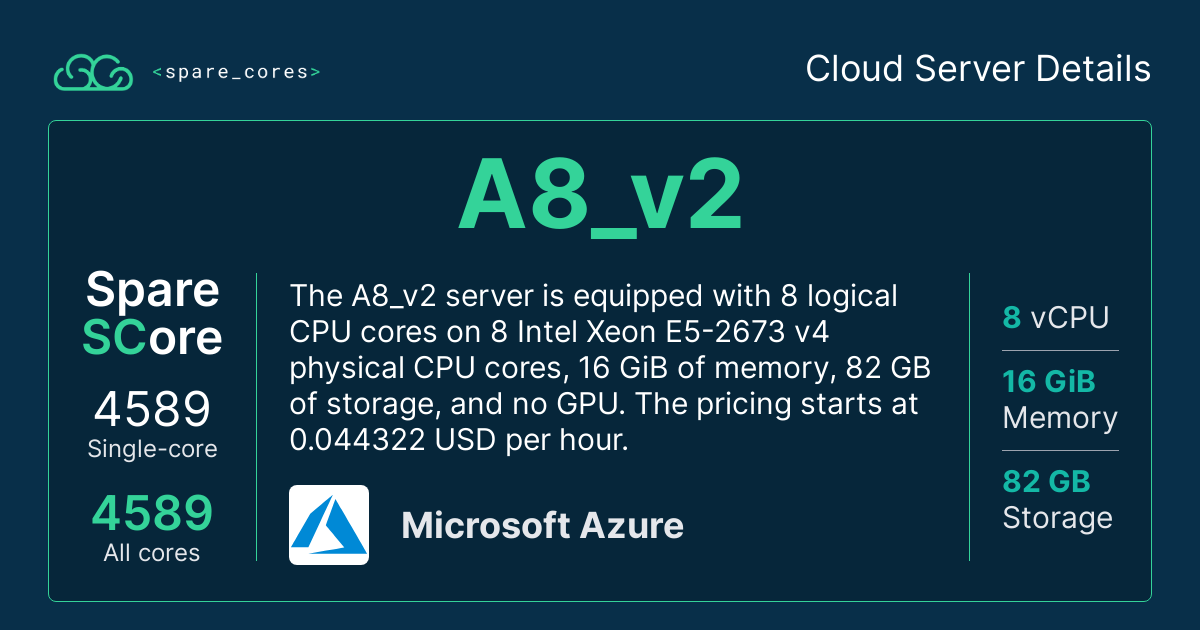 <spare_cores>
Cloud Server Details
A8_v2
Spare
SCore
4589
Single-core
4589
All cores
The A8_v2 server is equipped with 8 logical
CPU cores on 8 Intel Xeon E5-2673 v4
physical CPU cores, 16 GiB of memory, 82 GB
of storage, and no GPU. The pricing starts at
0.044322 USD per hour.
Microsoft Azure
8 vCPU
16 GiB
Memory
82 GB
Storage